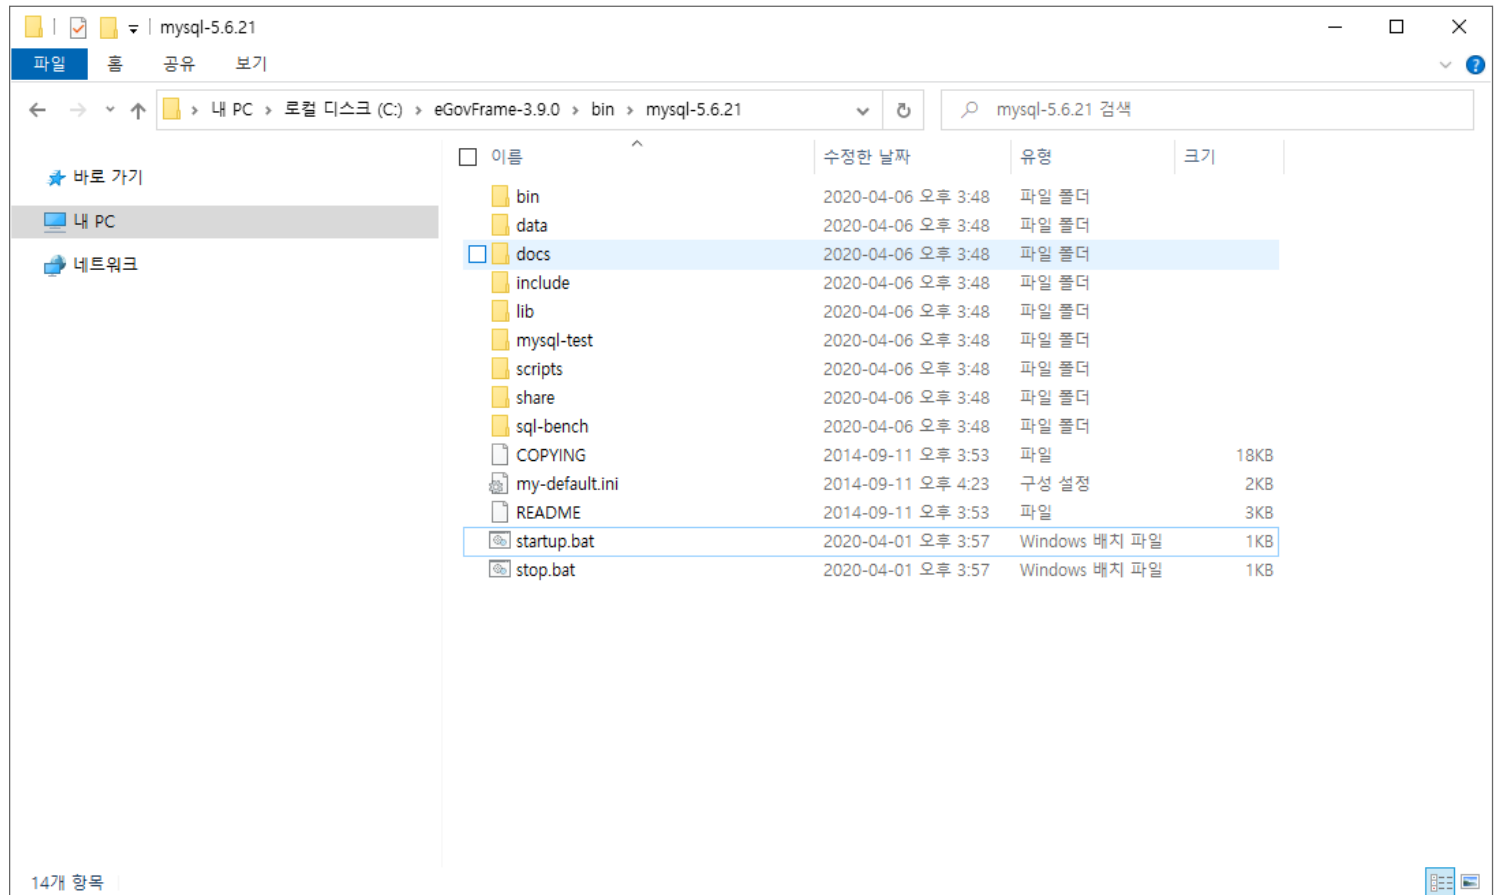 mysql-5.6.21
파일 홈 공유 보기
내 PC 로컬 디스크 (C:) eGovFrame-3.9.0 bin mysql-5.6.21 mysql-5.6.21 검색
바로 가기
내 PC
네트워크
이름 수정한 날짜 유형 크기
bin 2020-04-06 오후 3:48 파일 폴더
data 2020-04-06 오후 3:48 파일 폴더
docs 2020-04-06 오후 3:48 파일 폴더
include 2020-04-06 오후 3:48 파일 폴더
lib 2020-04-06 오후 3:48 파일 폴더
mysql-test 2020-04-06 오후 3:48 파일 폴더
scripts 2020-04-06 오후 3:48 파일 폴더
share 2020-04-06 오후 3:48 파일 폴더
sql-bench 2020-04-06 오후 3:48 파일 폴더
COPYING 2014-09-11 오후 3:53 파일 18KB
my-default.ini 2014-09-11 오후 4:23 구성 설정 2KB
README 2014-09-11 오후 3:53 파일 3KB
startup.bat 2020-04-01 오후 3:57 Windows 배치 파일 1KB
stop.bat 2020-04-01 오후 3:57 Windows 배치 파일 1KB
14개 항목